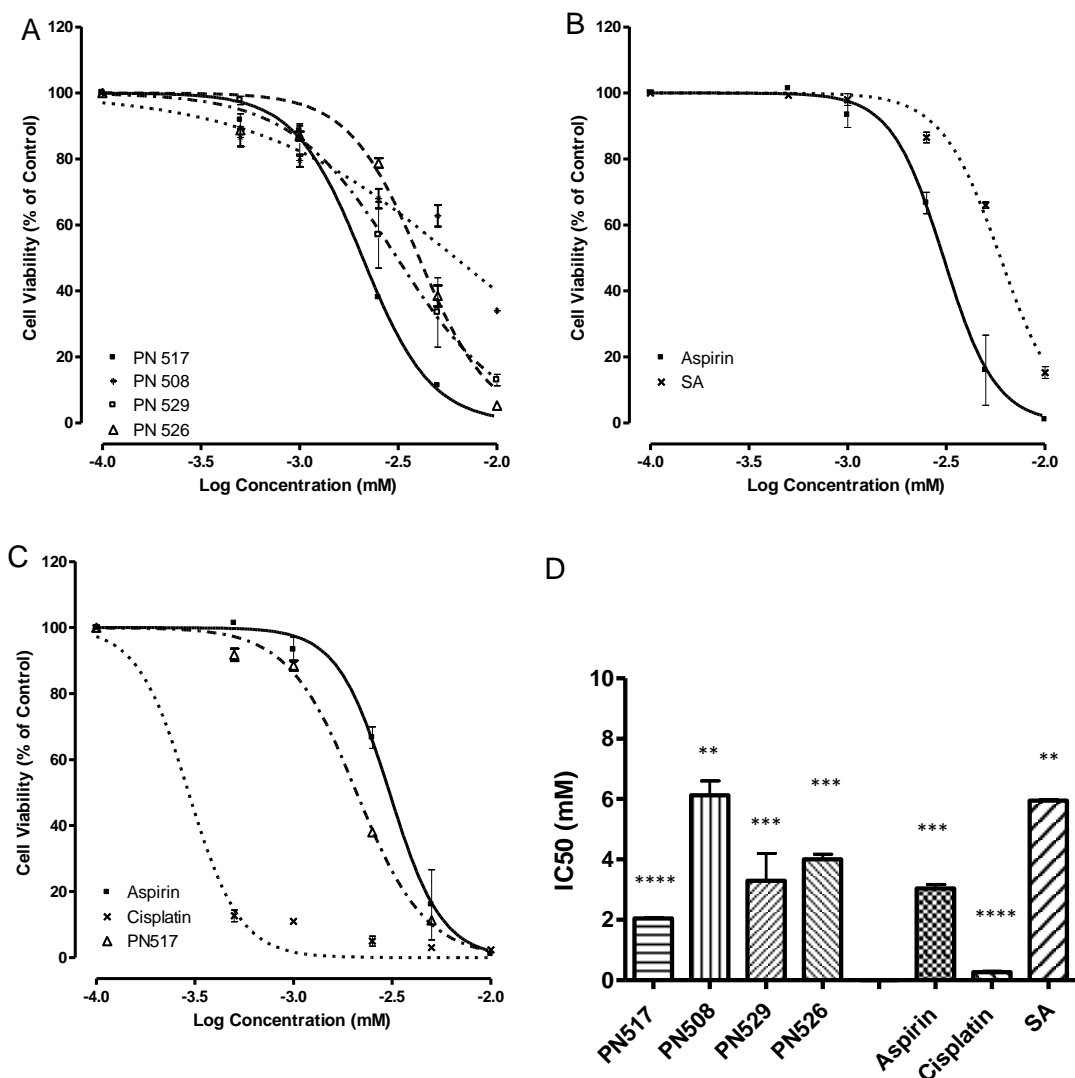 A
Cell Viability (% of Control)
120
100
80
60
40
20
0
PN 517
PN 508
PN 529
PN 526
-4.0 -3.5 -3.0 -2.5 -2.0
Log Concentration (mM)
B
Cell Viability (% of Control)
120
100
80
60
40
20
0
Aspirin
SA
-4.0 -3.5 -3.0 -2.5 -2.0
Log Concentration (mM)
C
Cell Viability (% of Control)
120
100
80
60
40
20
0
Aspirin
Cisplatin
PN517
-4.0 -3.5 -3.0 -2.5 -2.0
Log Concentration (mM)
D
IC50 (mM)
10
8
6
4
2
0
****
**
***
***
***
****
**
PN517
PN508
PN529
PN526
Aspirin
Cisplatin
SA